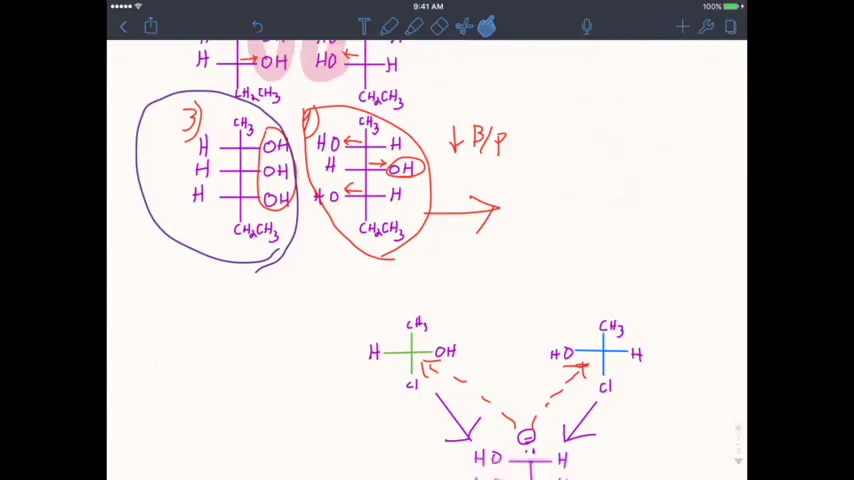 9:41 AM
100%
T
H OH HO H
CH2CH3 CH2CH3
3) CH3 CH3
H OH HO H ↓ B/P
H OH H OH
H OH HO H
CH2CH3 CH2CH3
CH3 CH3
H OH HO H
Cl Cl
⊖
HO H